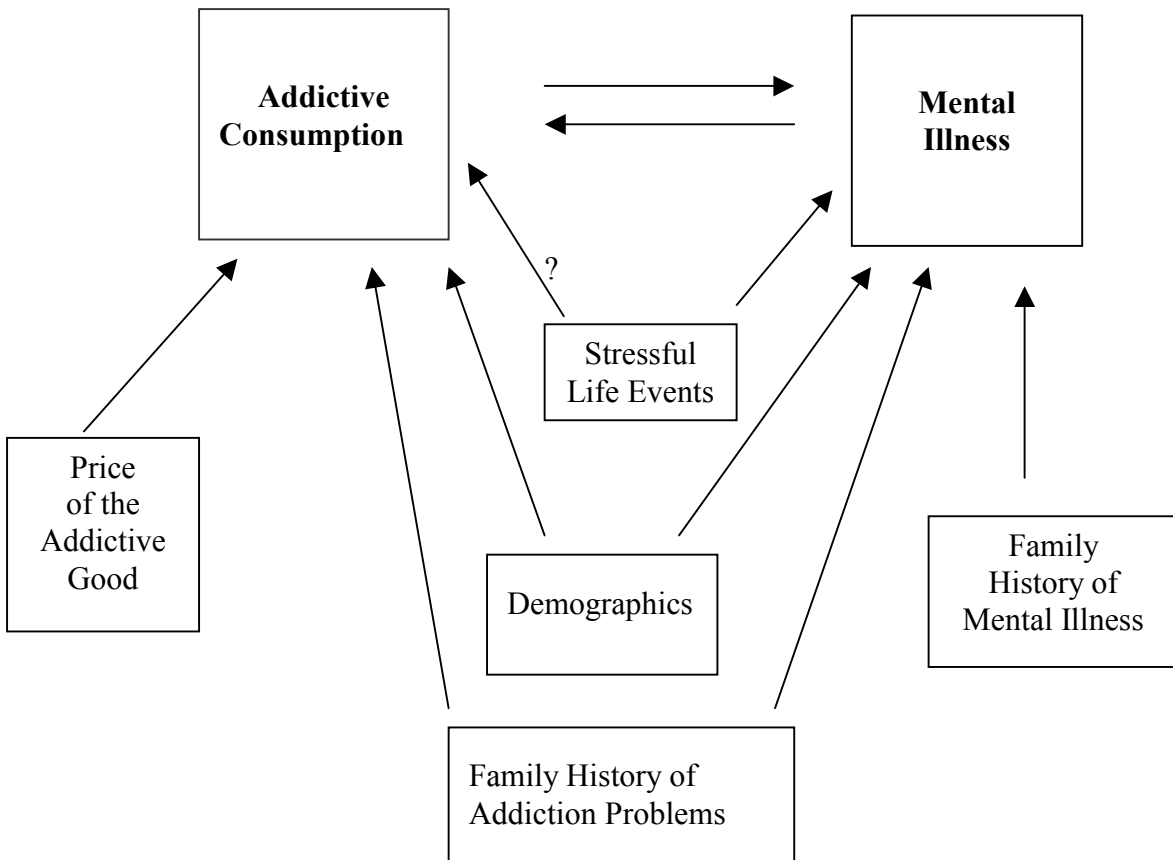 Addictive
Consumption
Mental
Illness
?
Stressful
Life Events
Price
of the
Addictive
Good
Demographics
Family
History of
Mental Illness
Family History of
Addiction Problems